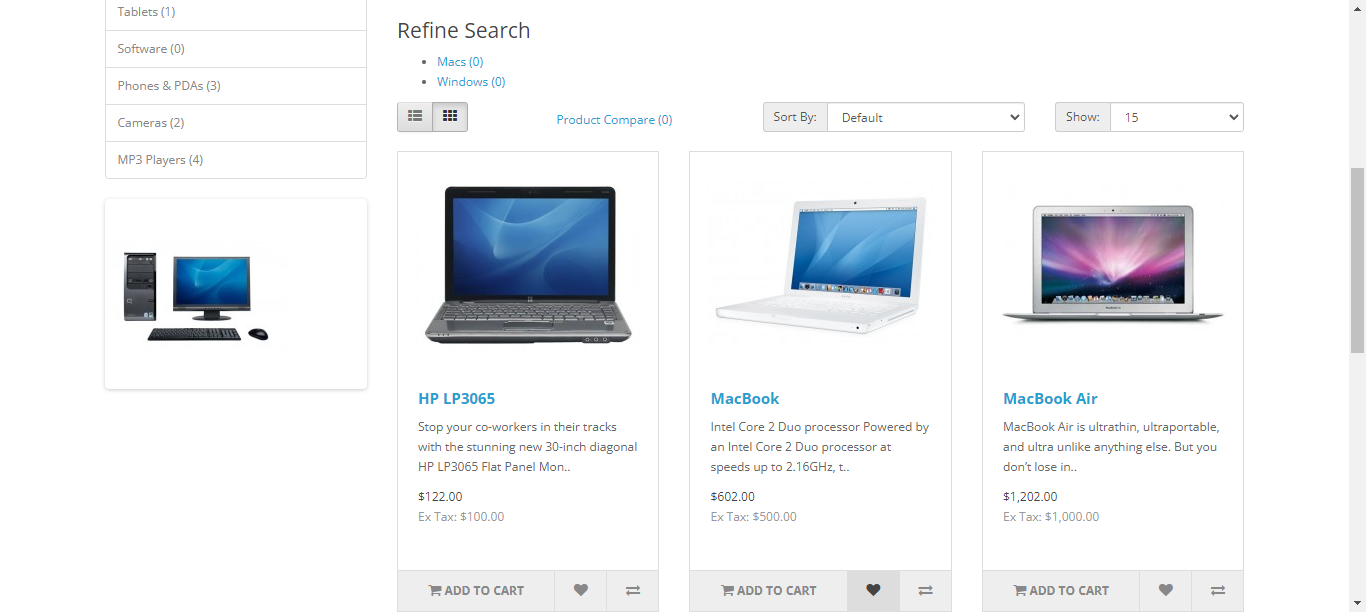 Tablets (1)
Software (0)
Phones & PDAs (3)
Cameras (2)
MP3 Players (4)
Refine Search
Macs (0)
Windows (0)
Product Compare (0)
Sort By:
Default
Show:
15
HP LP3065
Stop your co-workers in their tracks
with the stunning new 30-inch diagonal
HP LP3065 Flat Panel Mon..
$122.00
Ex Tax: $100.00
ADD TO CART
MacBook
Intel Core 2 Duo processor Powered by
an Intel Core 2 Duo processor at
speeds up to 2.16GHz, t..
$602.00
Ex Tax: $500.00
ADD TO CART
MacBook Air
MacBook Air is ultrathin, ultraportable,
and ultra unlike anything else. But you
don’t lose in..
$1,202.00
Ex Tax: $1,000.00
ADD TO CART